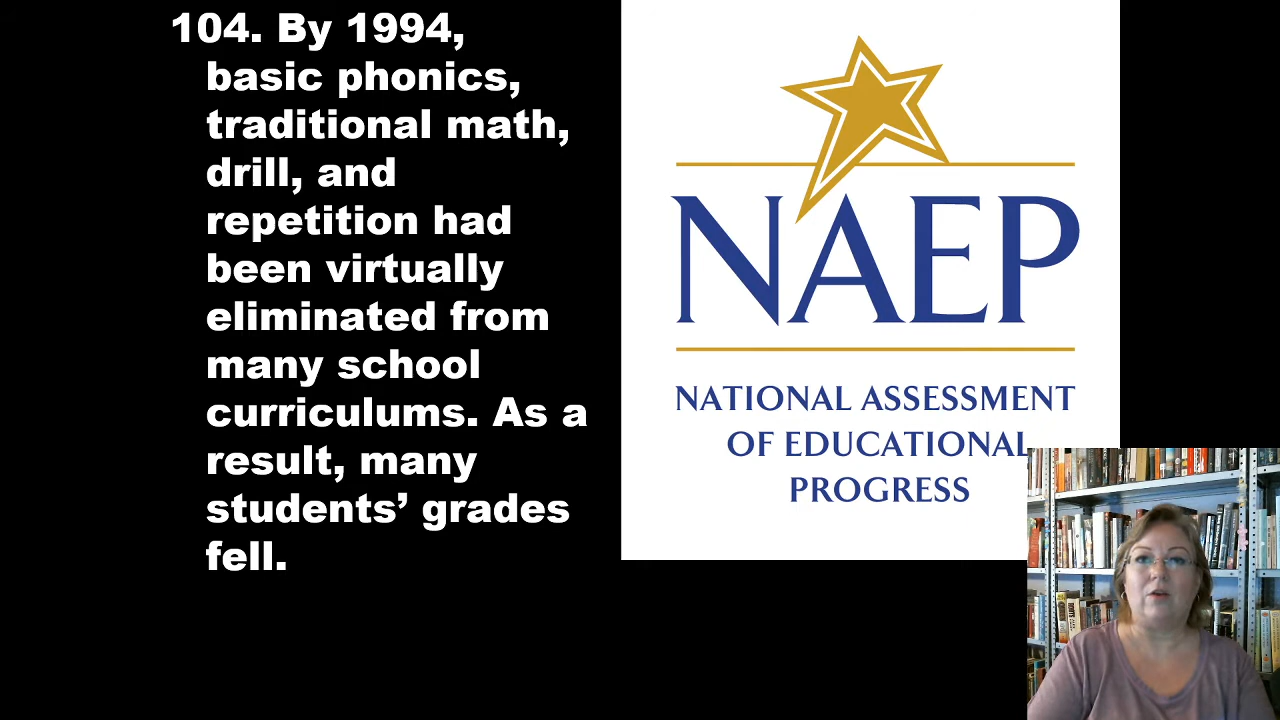 104. By 1994,
basic phonics,
traditional math,
drill, and
repetition had
been virtually
eliminated from
many school
curriculums. As a
result, many
students’ grades
fell.
NAEP
NATIONAL ASSESSMENT
OF EDUCATIONAL
PROGRESS